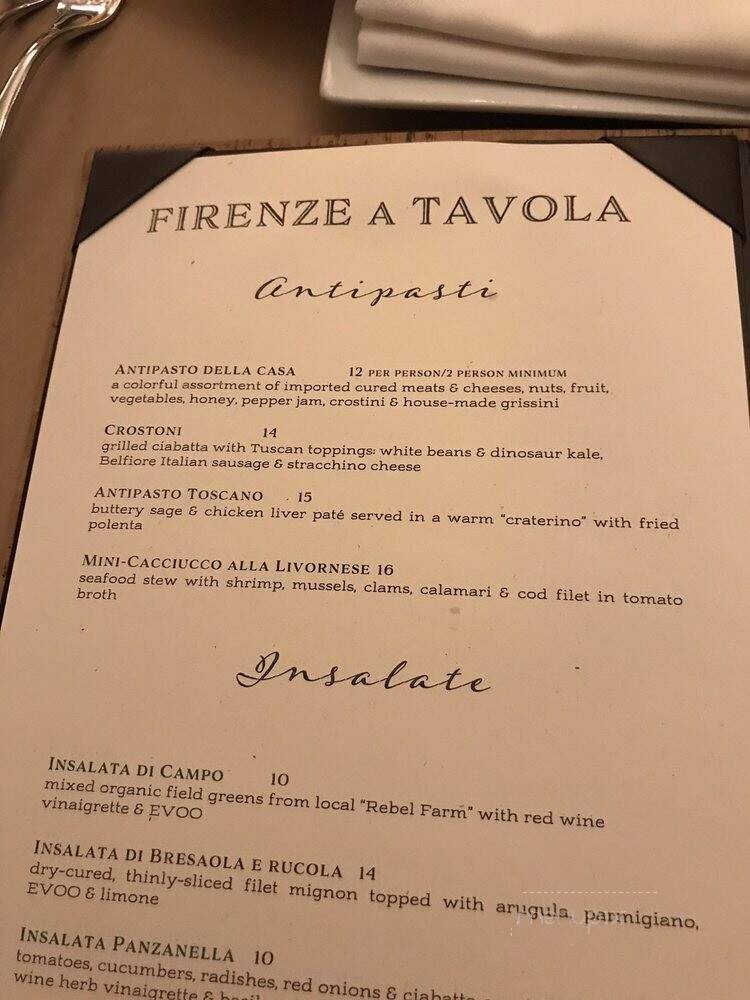 FIRENZE A TAVOLA
Antipasti
ANTIPASTO DELLA CASA 12 PER PERSON/2 PERSON MINIMUM
a colorful assortment of imported cured meats & cheeses, nuts, fruit,
vegetables, honey, pepper jam, crostini & house-made grissini
CROSTONI 14
grilled ciabatta with Tuscan toppings: white beans & dinosaur kale,
Belfiore Italian sausage & stracchino cheese
ANTIPASTO TOSCANO 15
buttery sage & chicken liver paté served in a warm "craterino" with fried
polenta
MINI-CACCIUCCO ALLA LIVORNESE 16
seafood stew with shrimp, mussels, clams, calamari & cod filet in tomato
broth
Insalate
INSALATA DI CAMPO 10
mixed organic field greens from local "Rebel Farm" with red wine
vinaigrette & EVOO
INSALATA DI BRESAOLA E RUCOLA 14
dry-cured, thinly-sliced filet mignon topped with arugula, parmigiano,
EVOO & limone
INSALATA PANZANELLA 10
tomatoes, cucumbers, radishes, red onions & ciabatta
wine herb vinaigrette &